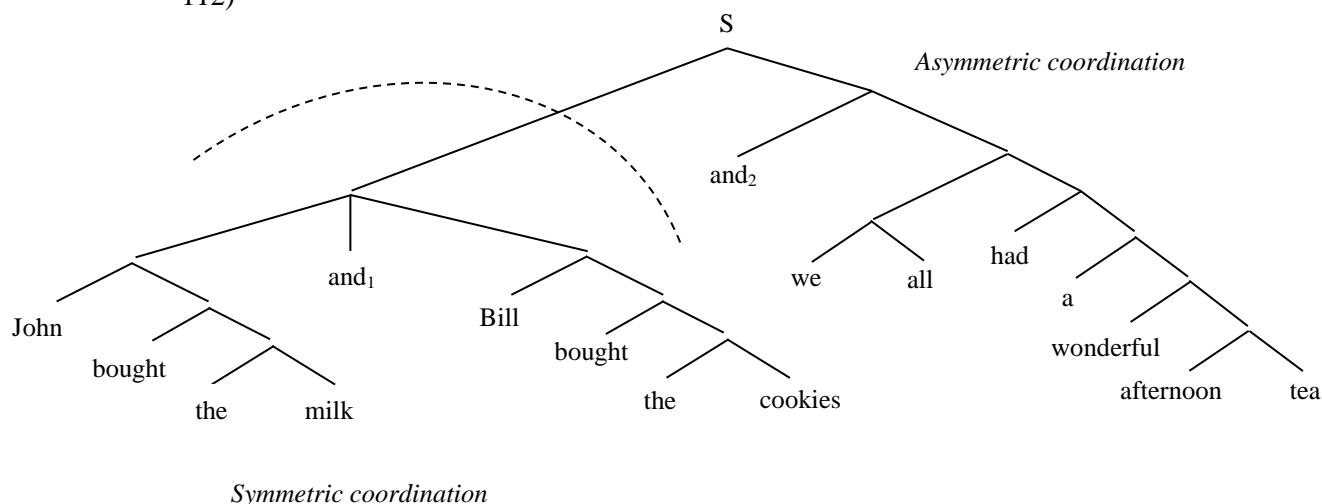 112)
S
Asymmetric coordination
and₂
we all had a wonderful afternoon tea
and₁
John bought the milk
Bill bought the cookies
Symmetric coordination